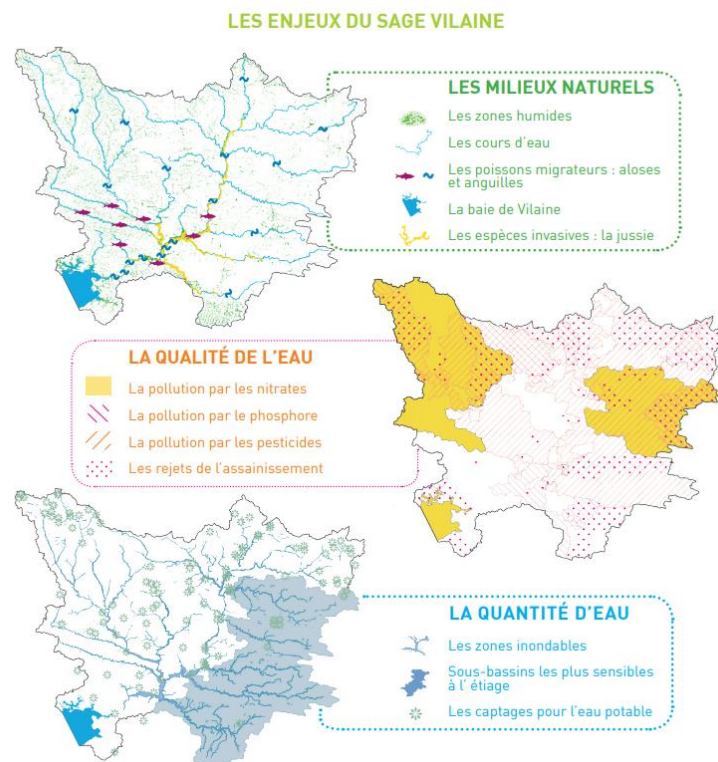 LES ENJEUX DU SAGE VILAINE
LES MILIEUX NATURELS
Les zones humides
Les cours d'eau
Les poissons migrateurs : aloses
et anguilles
La baie de Vilaine
Les espèces invasives : la jussie
LA QUALITÉ DE L'EAU
La pollution par les nitrates
La pollution par le phosphore
La pollution par les pesticides
Les rejets de l'assainissement
LA QUANTITÉ D'EAU
Les zones inondables
Sous-bassins les plus sensibles
à l' étiage
Les captages pour l'eau potable